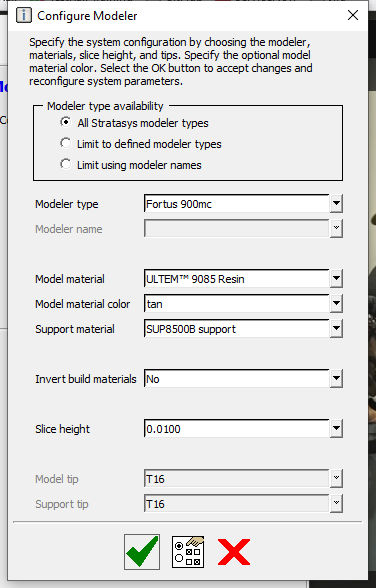 Configure Modeler
Specify the system configuration by choosing the modeler,
materials, slice height, and tips. Specify the optional model
material color. Select the OK button to accept changes and
reconfigure system parameters.
Modeler type availability
All Stratasys modeler types
Limit to defined modeler types
Limit using modeler names
Modeler type Fortus 900mc
Modeler name
Model material ULTEM™ 9085 Resin
Model material color tan
Support material SUP8500B support
Invert build materials No
Slice height 0.0100
Model tip T16
Support tip T16